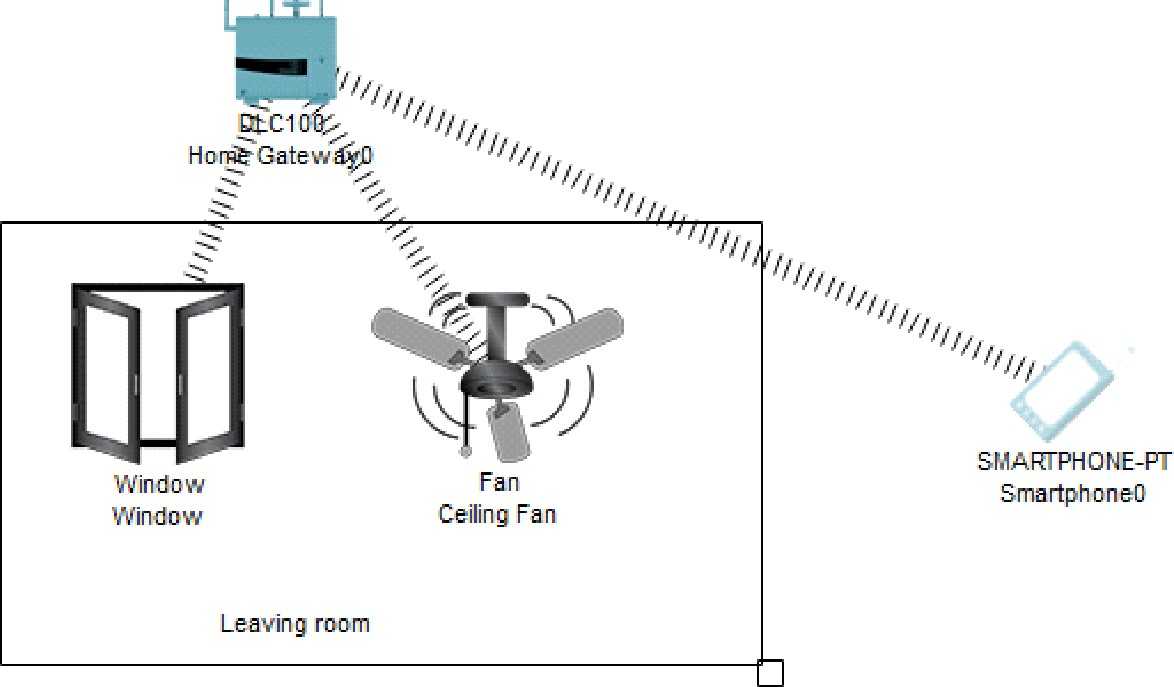 DLC100
Home Gateway0
Window
Window
Fan
Ceiling Fan
SMARTPHONE-PT
Smartphone0
Leaving room